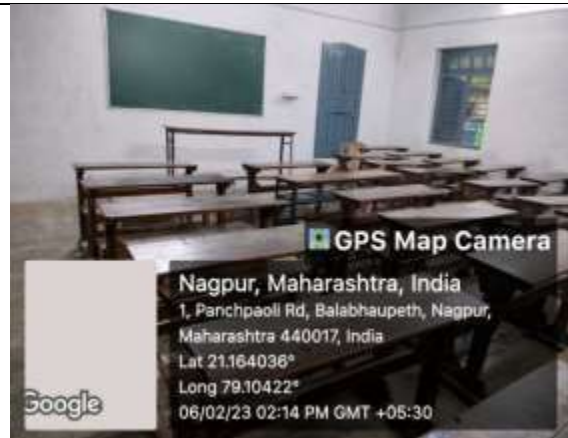 GPS Map Camera
Nagpur, Maharashtra, India
1, Panchpaoli Rd, Balabhaupeth, Nagpur,
Maharashtra 440017, India
Lat 21.164036°
Long 79.10422°
06/02/23 02:14 PM GMT +05:30
Google